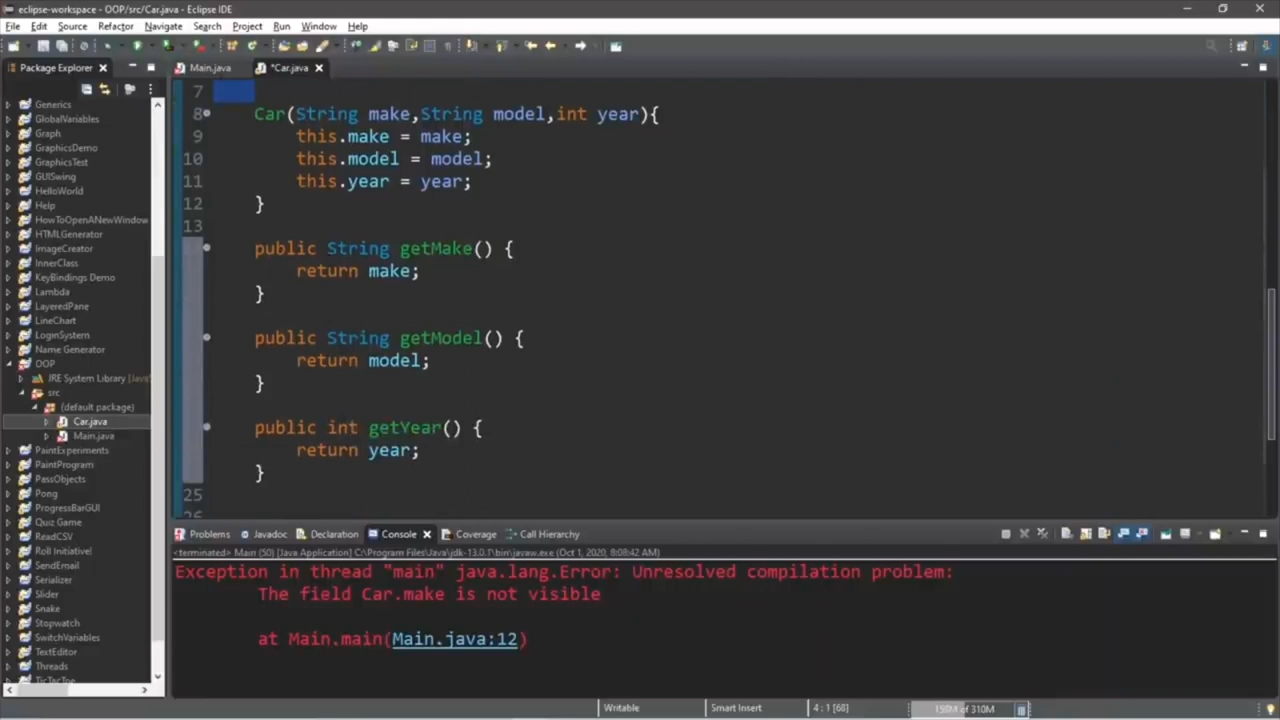 eclipse-workspace - OOP/src/Car.java - Eclipse IDE
File Edit Source Refactor Navigate Search Project Run Window Help
Package Explorer
Main.java *Car.java
Generics
GlobalVariables
Graph
GraphicsDemo
GraphicsTest
GUISwing
HelloWorld
Help
HowToOpenANewWindow
HTMLGenerator
ImageCreator
InnerClass
KeyBindings Demo
Lambda
LayeredPane
LineChart
LoginSystem
Name Generator
OOP
JRE System Library [Java
src
(default package)
Car.java
Main.java
PaintExperiments
PaintProgram
PassObjects
Pong
ProgressBarGUI
Quiz Game
ReadCSV
Roll Initiative!
SendEmail
Serializer
Slider
Snake
Stopwatch
SwitchVariables
TextEditor
Threads
TicTacToe
7
8 Car(String make,String model,int year){
9 this.make = make;
10 this.model = model;
11 this.year = year;
12 }
13
public String getMake() {
return make;
}
public String getModel() {
return model;
}
public int getYear() {
return year;
}
25
26
Problems Javadoc Declaration Console Coverage Call Hierarchy
<terminated> Main (50) [Java Application] C:\Program Files\Java\jdk-13.0.1\bin\javaw.exe (Oct 1, 2020, 8:08:42 AM)
Exception in thread "main" java.lang.Error: Unresolved compilation problem:
The field Car.make is not visible
at Main.main(Main.java:12)
Writable Smart Insert 4 : 1 [68] of 310M